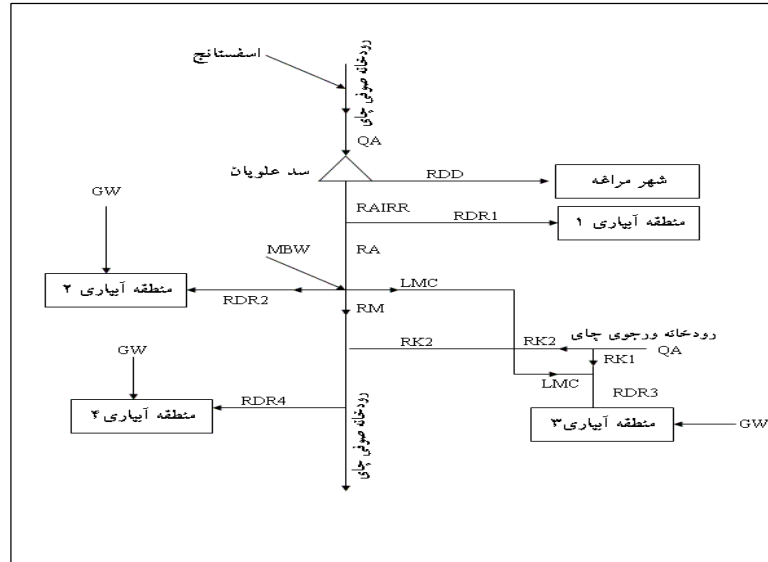 اسفستانج
رودخانه صوفی چای
QA
سد علویان
RDD
شهر مراغه
GW
RAIRR
RDR1
منطقه آبیاری ۱
MBW
RA
LMC
منطقه آبیاری ۲
RDR2
RM
رودخانه ورجوی چای
RK2
RK2
QA
GW
RK1
LMC
RDR3
منطقه آبیاری ۴
RDR4
منطقه آبیاری ۳
GW
رودخانه صوفی چای